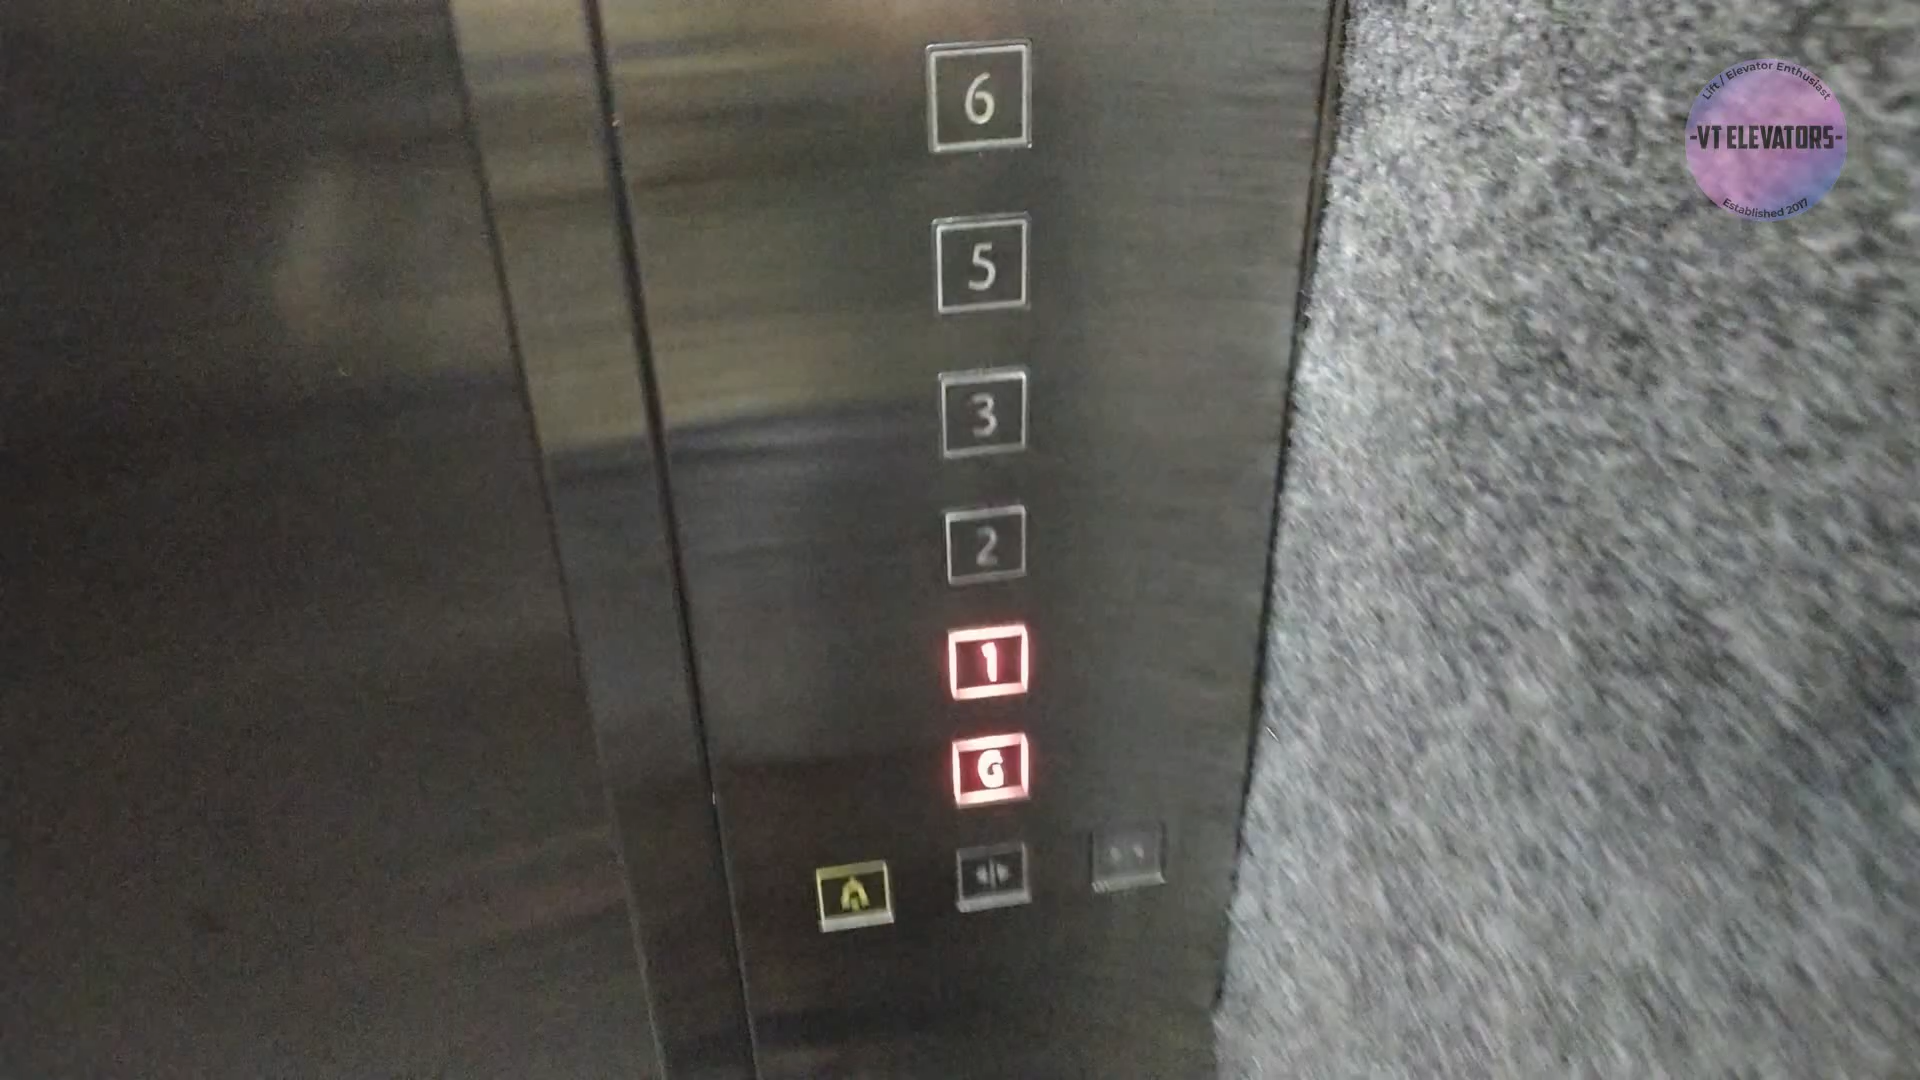 6
5
3
2
1
G
Lift / Elevator Enthusiast
-VT ELEVATORS-
Established 2017